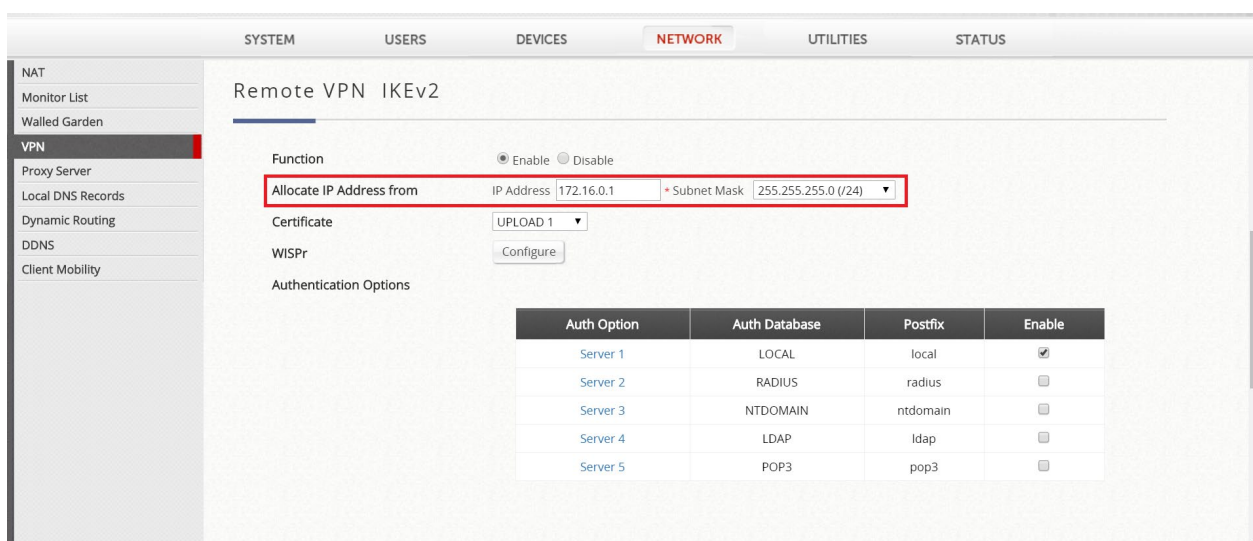 SYSTEM USERS DEVICES NETWORK UTILITIES STATUS
NAT
Monitor List
Walled Garden
VPN
Proxy Server
Local DNS Records
Dynamic Routing
DDNS
Client Mobility
Remote VPN IKEv2
Function Enable Disable
Allocate IP Address from IP Address 172.16.0.1 * Subnet Mask 255.255.255.0 (/24)
Certificate UPLOAD 1
WISPr Configure
Authentication Options
Auth Option Auth Database Postfix Enable
Server 1 LOCAL local
Server 2 RADIUS radius
Server 3 NTDOMAIN ntdomain
Server 4 LDAP ldap
Server 5 POP3 pop3